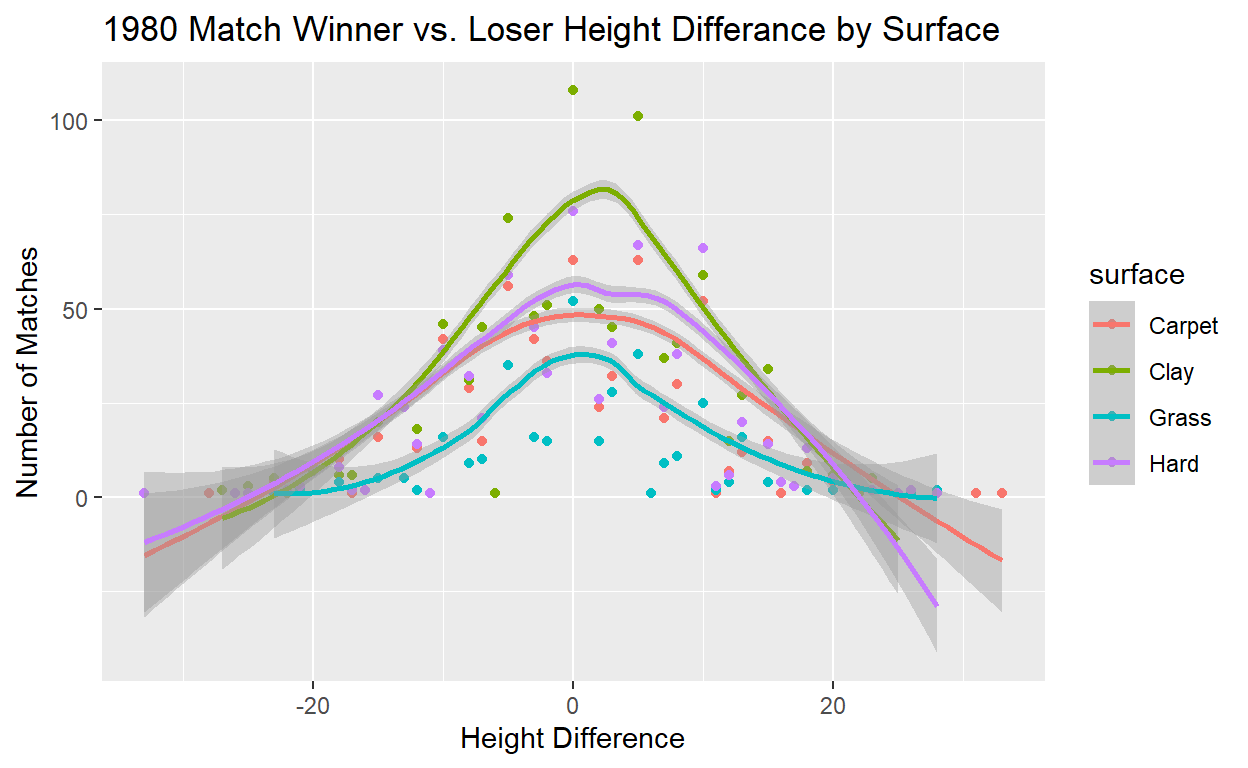 1980 Match Winner vs. Loser Height Differance by Surface
Number of Matches
100
50
0
-20
0
20
Height Difference
surface
Carpet
Clay
Grass
Hard